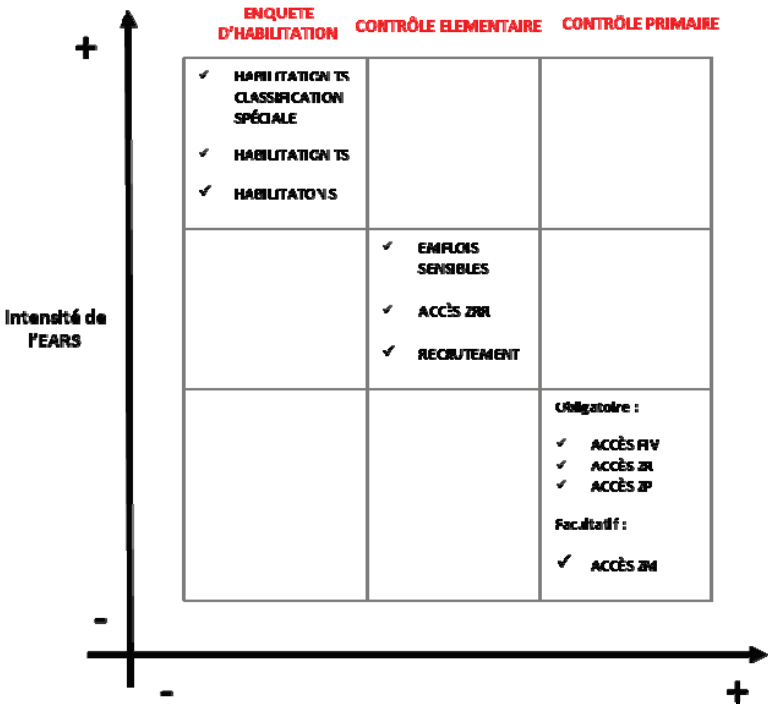 ENQUETE
D'HABILITATION
CONTRÔLE ELEMENTAIRE
CONTRÔLE PRIMAIRE
+
✓ HABILITATION TS
CLASSIFICATION
SPÉCIALE
✓ HABILITATION TS
✓ HABILITATON S
✓ EMPLOIS
SENSIBLES
✓ ACCÈS ZRR
✓ RECRUTEMENT
Intensité de
l'EARS
Obligatoire :
✓ ACCÈS PIV
✓ ACCÈS ZR
✓ ACCÈS ZP
Facultatif :
✓ ACCÈS ZM
-
-
+